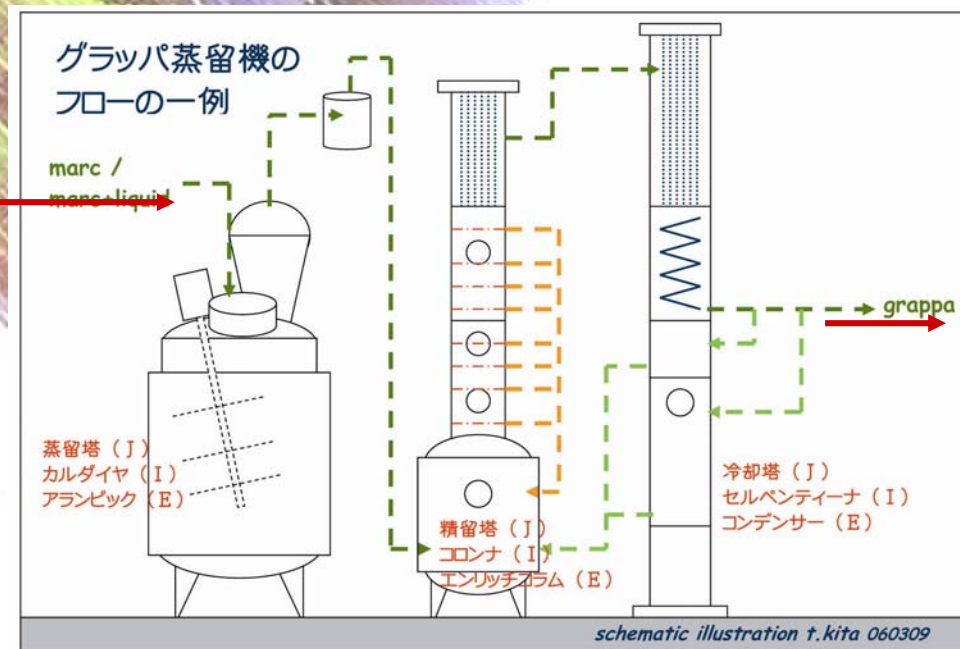 グラッパ蒸留機の
フローの一例
marc /
marc+liquid
grappa
蒸留塔（J）
カルダイヤ（I）
アランビック（E）
精留塔（J）
コロンナ（I）
エンリッチコラム（E）
冷却塔（J）
セルペンティーナ（I）
コンデンサー（E）
schematic illustration t.kita 060309